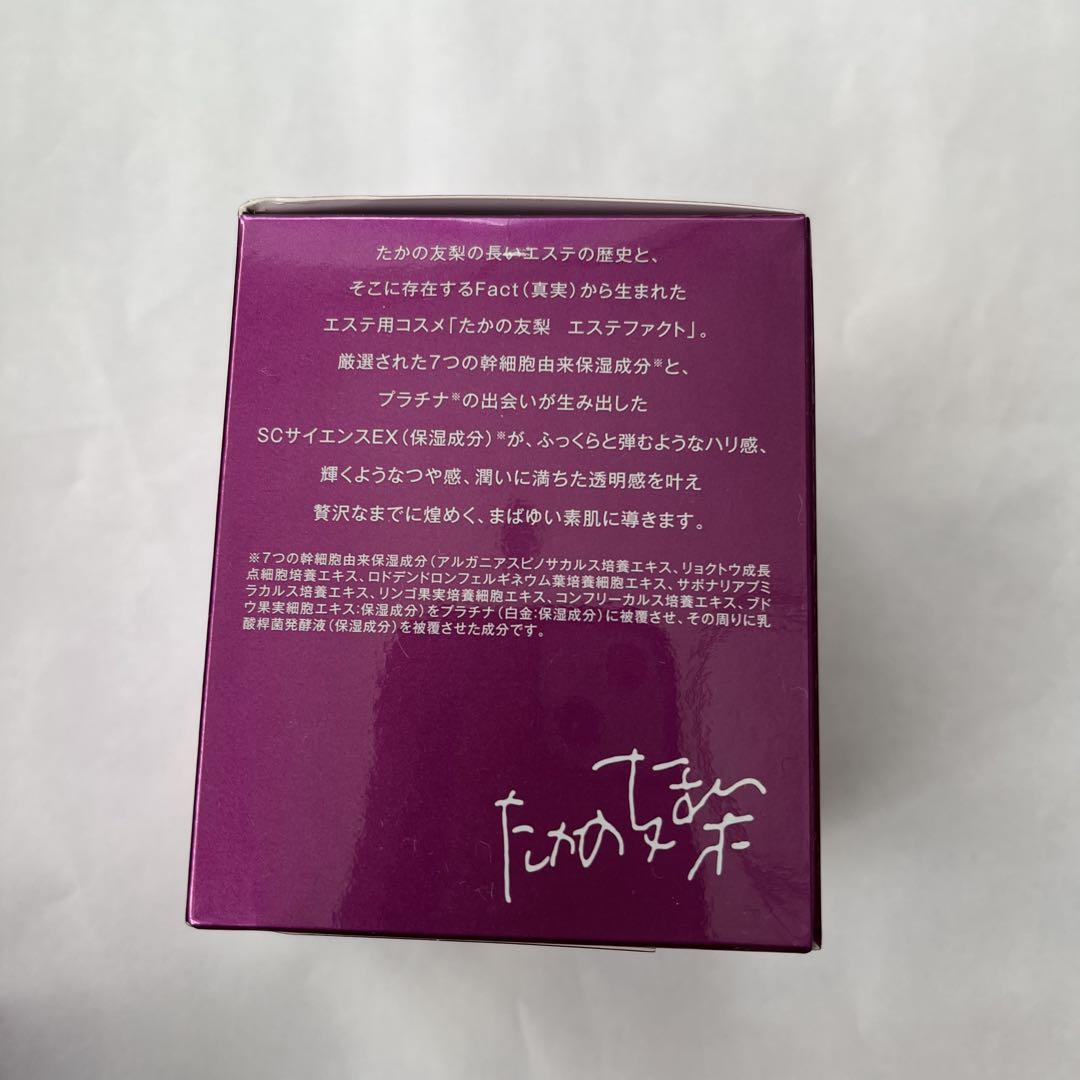 たかの友梨の長いエステの歴史と、
そこに存在するFact(真実)から生まれた
エステ用コスメ「たかの友梨　エステファクト」。
厳選された7つの幹細胞由来保湿成分※と、
プラチナ※の出会いが生み出した
SCサイエンスEX(保湿成分)※が、ふっくらと弾むようなハリ感、
輝くようなつや感、潤いに満ちた透明感を叶え
贅沢なまでに煌めく、まばゆい素肌に導きます。
※7つの幹細胞由来保湿成分(アルガニアスピノサカルス培養エキス、リョクトウ成長
点細胞培養エキス、ロドデンドロンフェルギネウム葉培養細胞エキス、サポナリアプミ
ラカルス培養エキス、リンゴ果実培養細胞エキス、コンフリーカルス培養エキス、ブド
ウ果実細胞エキス:保湿成分)をプラチナ(白金:保湿成分)に被覆させ、その周りに乳
酸桿菌発酵液(保湿成分)を被覆させた成分です。
たかの友梨